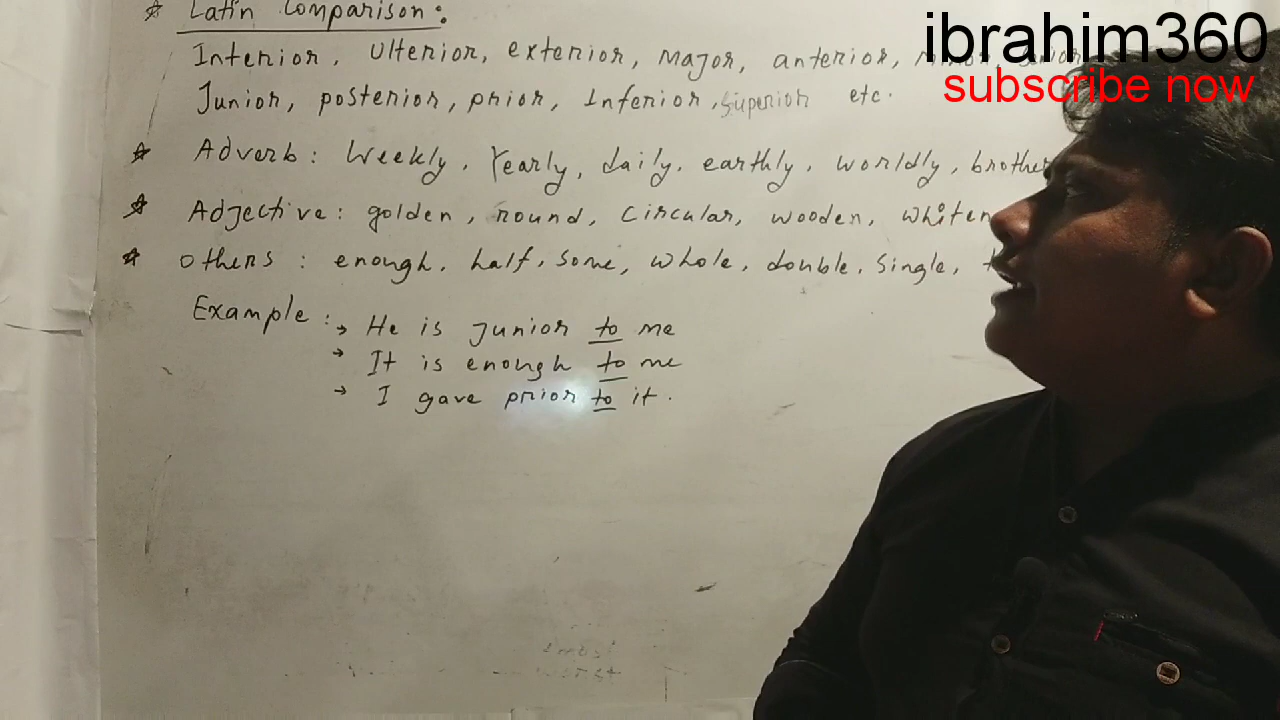 Latin Comparison:
ibrahim360
subscribe now
Interior, Ulterior, exterior, Major, anterior,
Junior, posterior, prior, Inferior, Superior etc.
Adverb: Weekly, Yearly, daily, earthly, worldly, brother
Adjective: golden, round, Circular, wooden, whiten
Others: enough, half, some, whole, double, single,
Example:
→ He is junior to me
→ It is enough to me
→ I gave prior to it.